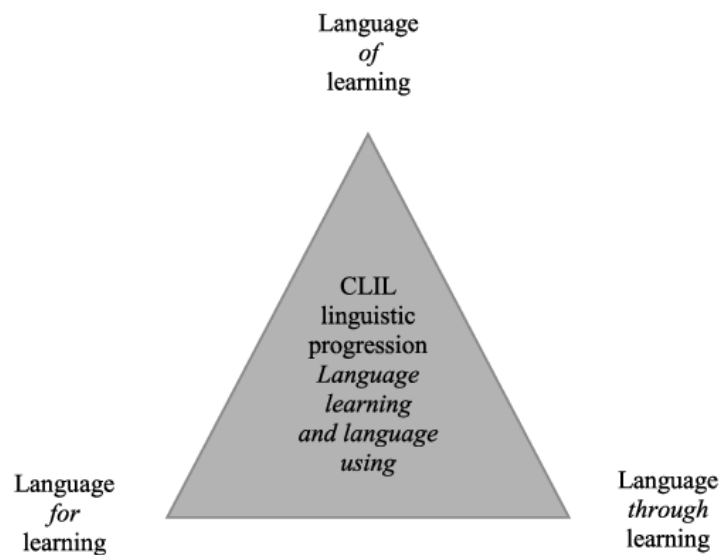 Language
of
learning
CLIL
linguistic
progression
Language
learning
and language
using
Language
for
learning
Language
through
learning